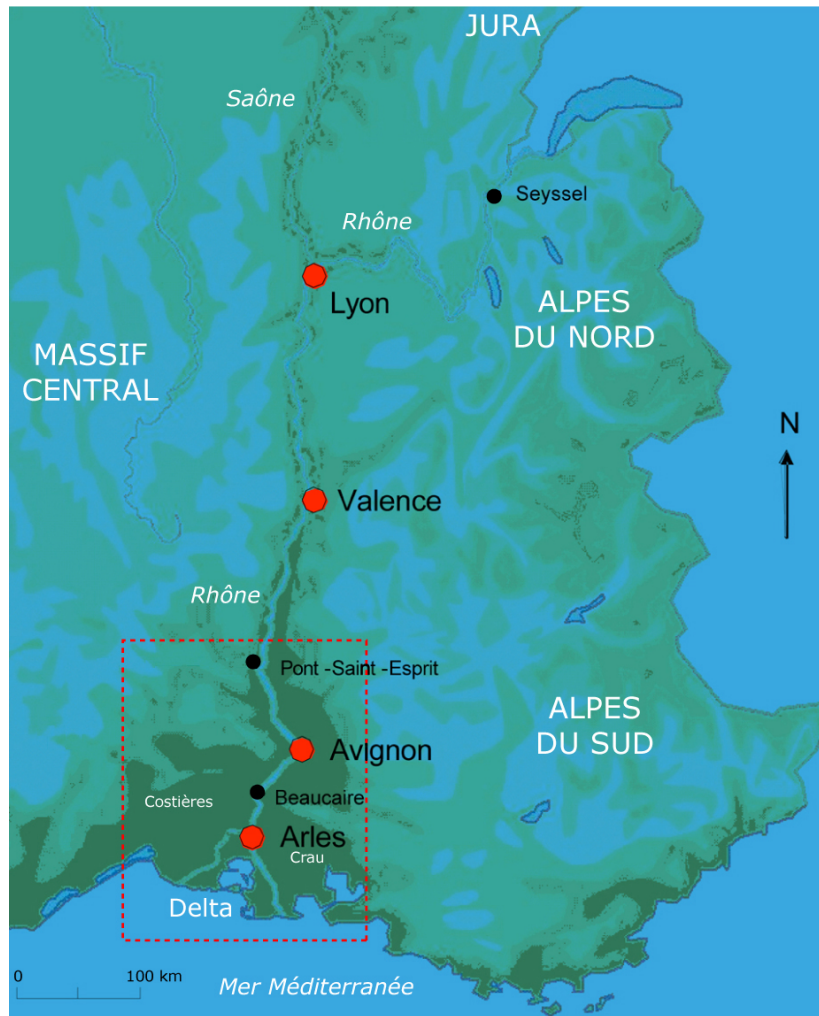 JURA
Saône
Seyssel
Rhône
Lyon
ALPES
DU NORD
MASSIF
CENTRAL
N
Valence
Rhône
Pont -Saint -Esprit
ALPES
DU SUD
Avignon
Costières
Beaucaire
Arles
Crau
Delta
0
100 km
Mer Méditerranée